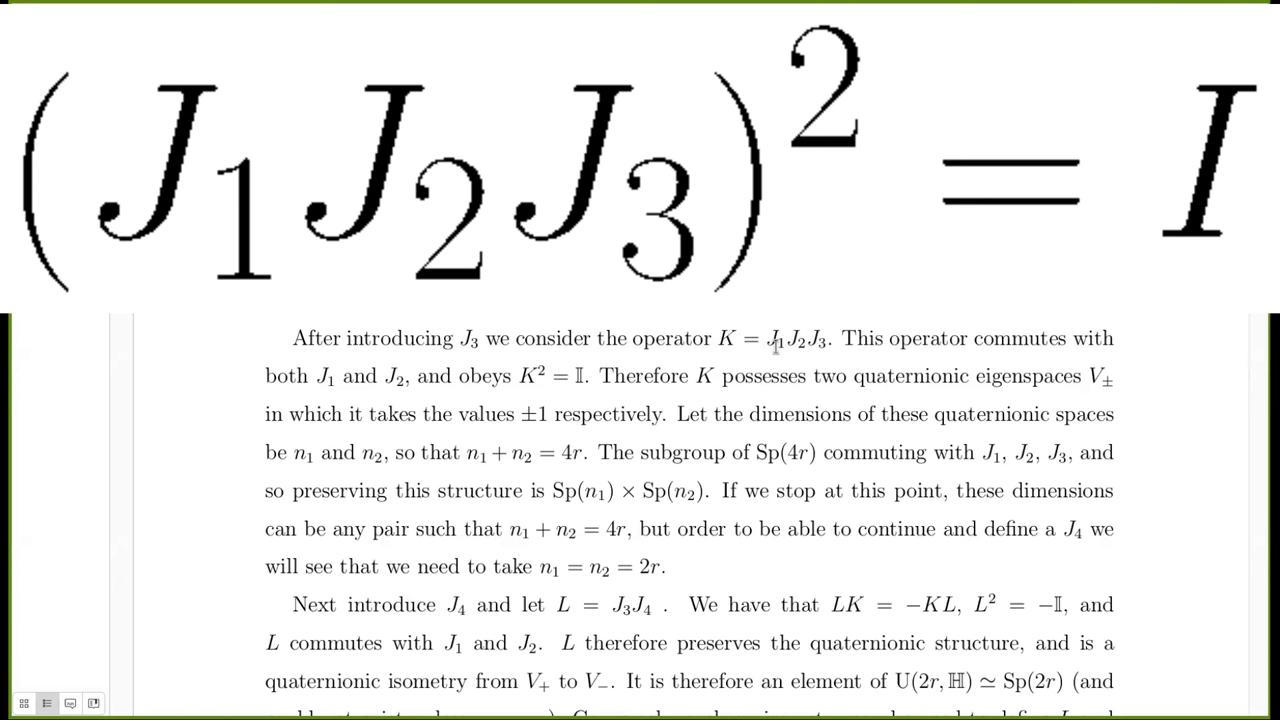 (J₁J₂J₃)² = I
After introducing J₃ we consider the operator K = J₁J₂J₃. This operator commutes with
both J₁ and J₂, and obeys K² = 𝕀. Therefore K possesses two quaternionic eigenspaces V±
in which it takes the values ±1 respectively. Let the dimensions of these quaternionic spaces
be n₁ and n₂, so that n₁ + n₂ = 4r. The subgroup of Sp(4r) commuting with J₁, J₂, J₃, and
so preserving this structure is Sp(n₁) × Sp(n₂). If we stop at this point, these dimensions
can be any pair such that n₁ + n₂ = 4r, but order to be able to continue and define a J₄ we
will see that we need to take n₁ = n₂ = 2r.
Next introduce J₄ and let L = J₃J₄ . We have that LK = −KL, L² = −𝕀, and
L commutes with J₁ and J₂. L therefore preserves the quaternionic structure, and is a
quaternionic isometry from V₊ to V₋. It is therefore an element of U(2r, ℍ) ≃ Sp(2r) (and